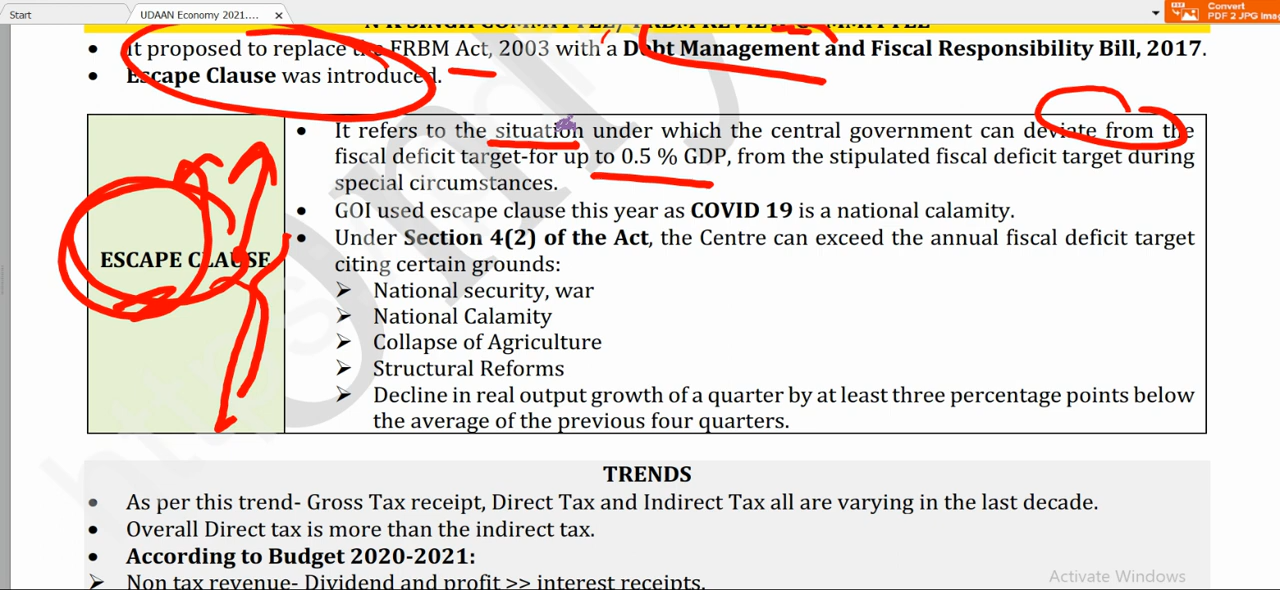 Start
UDAAN Economy 2021....
Convert
PDF 2 JPG Imag
N K SINGH COMMITTEE/ FRBM REVIEW COMMITTEE
• It proposed to replace the FRBM Act, 2003 with a Debt Management and Fiscal Responsibility Bill, 2017.
• Escape Clause was introduced.
ESCAPE CLAUSE
• It refers to the situation under which the central government can deviate from the
fiscal deficit target-for up to 0.5 % GDP, from the stipulated fiscal deficit target during
special circumstances.
• GOI used escape clause this year as COVID 19 is a national calamity.
• Under Section 4(2) of the Act, the Centre can exceed the annual fiscal deficit target
citing certain grounds:
➢ National security, war
➢ National Calamity
➢ Collapse of Agriculture
➢ Structural Reforms
➢ Decline in real output growth of a quarter by at least three percentage points below
the average of the previous four quarters.
TRENDS
• As per this trend- Gross Tax receipt, Direct Tax and Indirect Tax all are varying in the last decade.
• Overall Direct tax is more than the indirect tax.
• According to Budget 2020-2021:
➢ Non tax revenue- Dividend and profit >> interest receipts.
Activate Windows